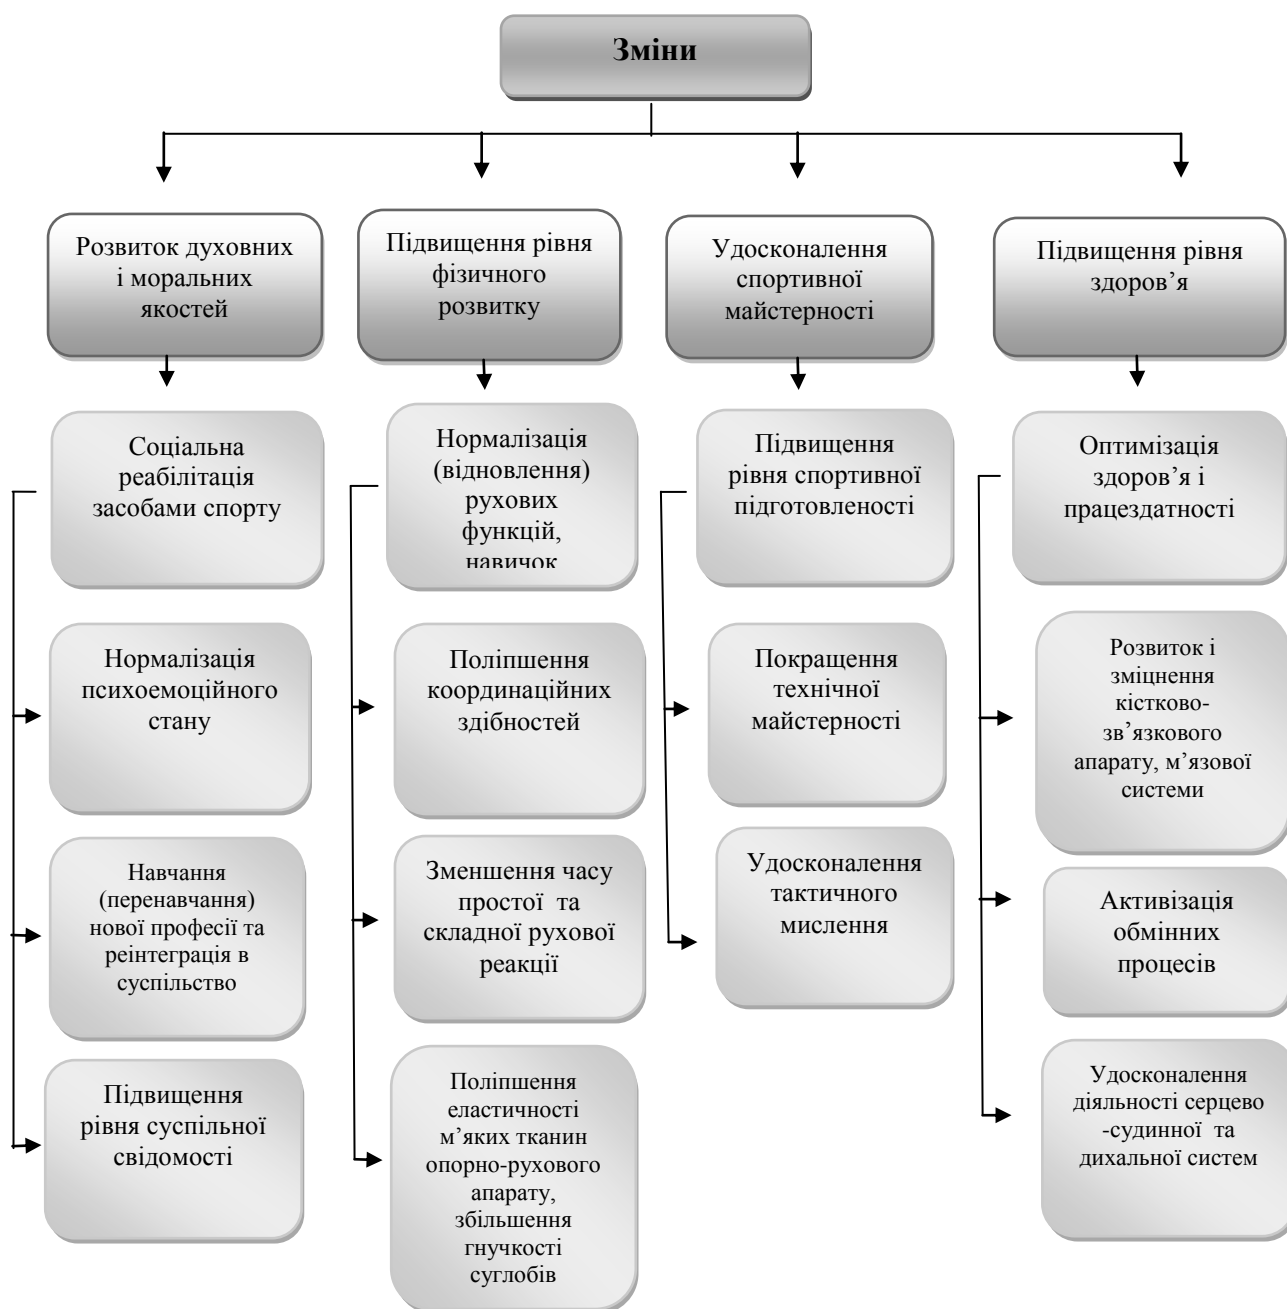 Зміни
Розвиток духовних
і моральних
якостей
Підвищення рівня
фізичного
розвитку
Удосконалення
спортивної
майстерності
Підвищення рівня
здоров’я
Соціальна
реабілітація
засобами спорту
Нормалізація
(відновлення)
рухових
функцій,
навичок
Підвищення
рівня спортивної
підготовленості
Оптимізація
здоров’я і
працездатності
Нормалізація
психоемоційного
стану
Поліпшення
координаційних
здібностей
Покращення
технічної
майстерності
Розвиток і
зміцнення
кістково-
зв’язкового
апарату, м’язової
системи
Навчання
(перенавчання)
нової професії та
реінтеграція в
суспільство
Зменшення часу
простої та
складної рухової
реакції
Удосконалення
тактичного
мислення
Активізація
обмінних
процесів
Підвищення
рівня суспільної
свідомості
Поліпшення
еластичності
м’яких тканин
опорно-рухового
апарату,
збільшення
гнучкості
суглобів
Удосконалення
діяльності серцево
-судинної та
дихальної систем